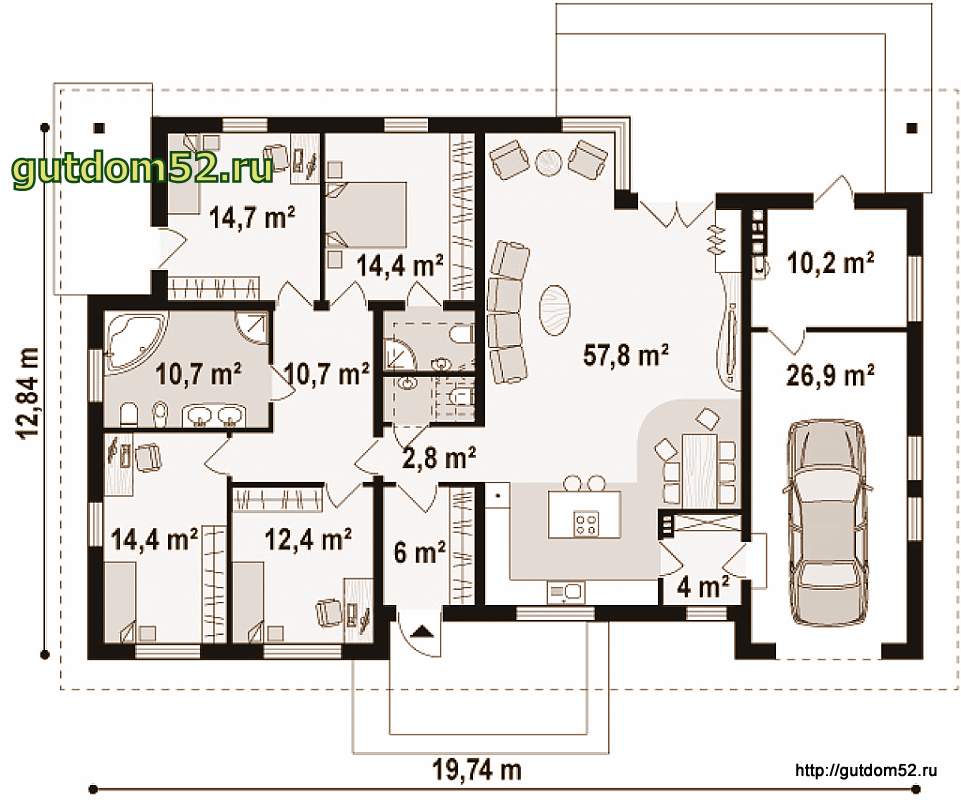 gutdom52.ru
14,7 m²
14,4 m²
10,2 m²
10,7 m²
10,7 m²
57,8 m²
26,9 m²
12,84 m
2,8 m²
14,4 m²
12,4 m²
6 m²
4 m²
19,74 m
http://gutdom52.ru